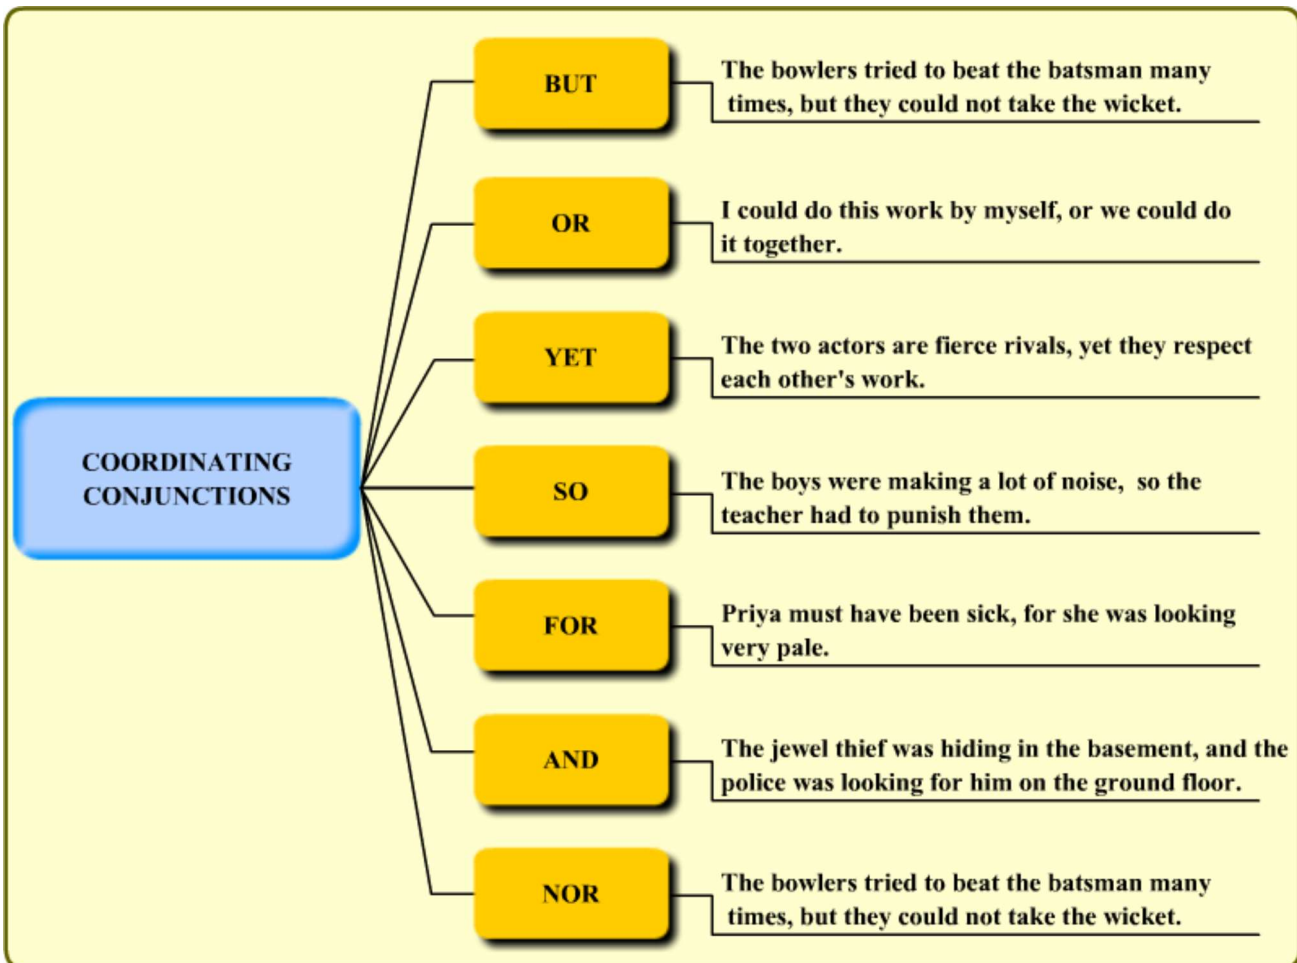 COORDINATING
CONJUNCTIONS
BUT
The bowlers tried to beat the batsman many
times, but they could not take the wicket.
OR
I could do this work by myself, or we could do
it together.
YET
The two actors are fierce rivals, yet they respect
each other's work.
SO
The boys were making a lot of noise,  so the
teacher had to punish them.
FOR
Priya must have been sick, for she was looking
very pale.
AND
The jewel thief was hiding in the basement, and the
police was looking for him on the ground floor.
NOR
The bowlers tried to beat the batsman many
times, but they could not take the wicket.